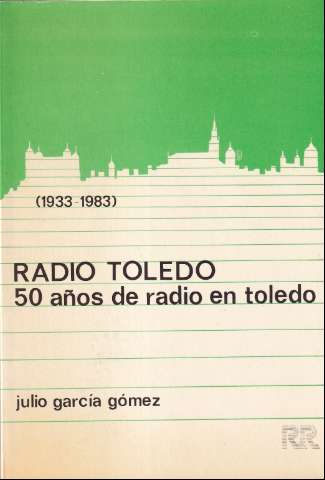 (1933-1983)
RADIO TOLEDO
50 años de radio en toledo
julio garcía gómez
RR